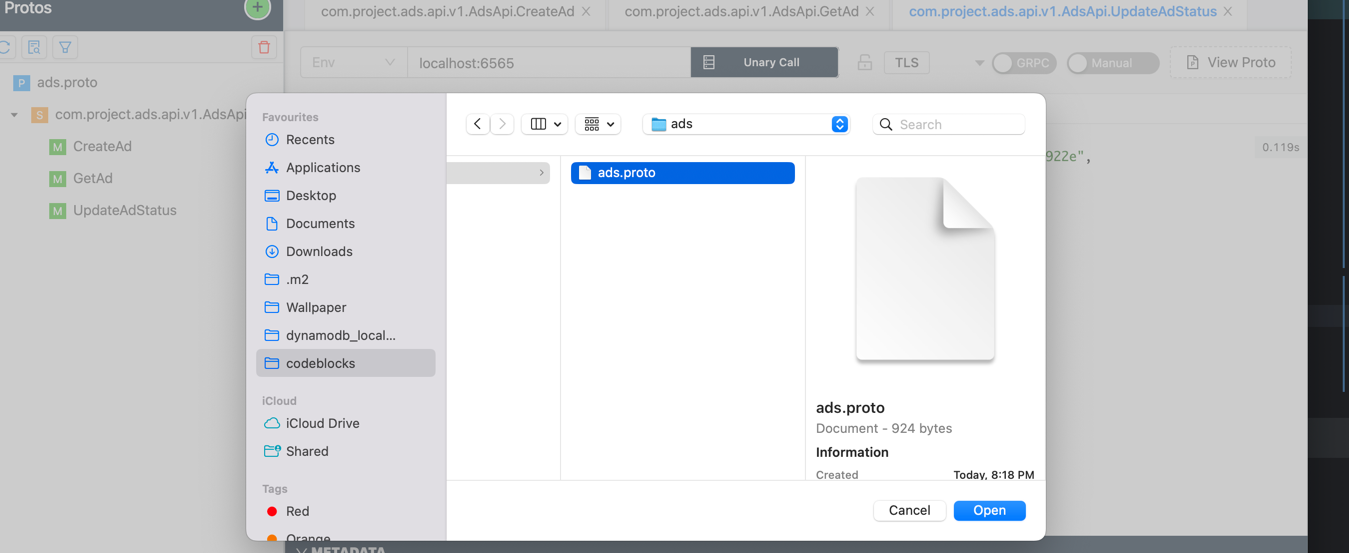 Protos
com.project.ads.api.v1.AdsApi.CreateAd
com.project.ads.api.v1.AdsApi.GetAd
com.project.ads.api.v1.AdsApi.UpdateAdStatus
Env
localhost:6565
Unary Call
TLS
GRPC
Manual
View Proto
P ads.proto
S com.project.ads.api.v1.AdsApi
M CreateAd
M GetAd
M UpdateAdStatus
922e",
0.119s
Favourites
Recents
Applications
Desktop
Documents
Downloads
.m2
Wallpaper
dynamodb_local...
codeblocks
iCloud
iCloud Drive
Shared
Tags
Red
Orange
ads
Search
ads.proto
ads.proto
Document - 924 bytes
Information
Created Today, 8:18 PM
Cancel
Open
METADATA